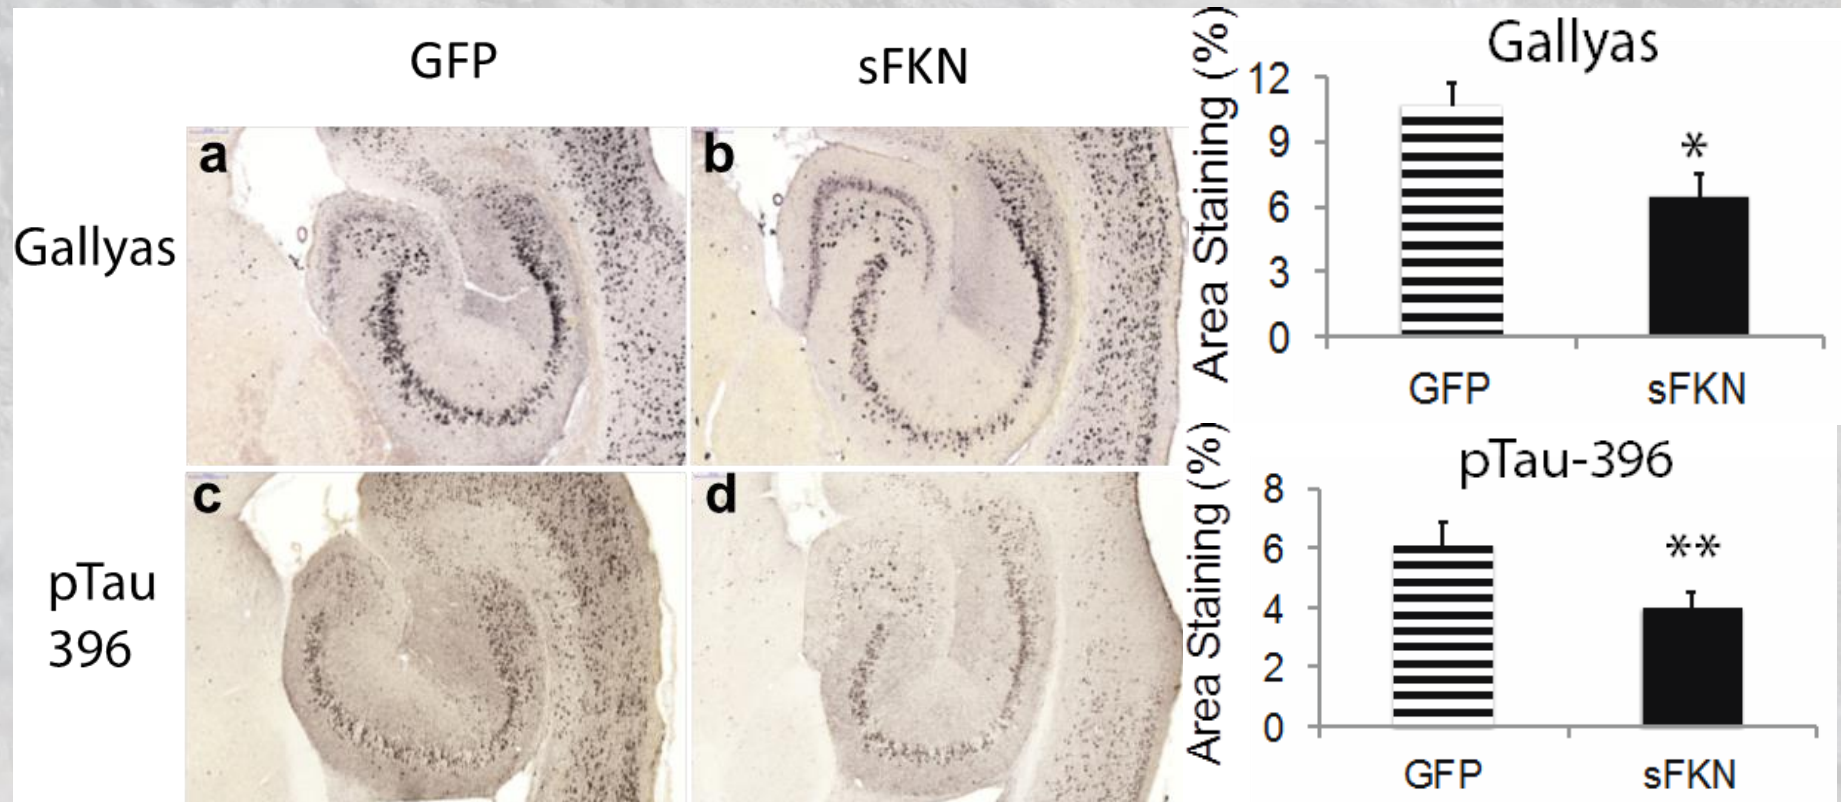 GFP
sFKN
Gallyas
a
b
pTau
396
c
d
Gallyas
Area Staining (%)
12
9
6
3
0
*
GFP
sFKN
pTau-396
Area Staining (%)
8
6
4
2
0
**
GFP
sFKN